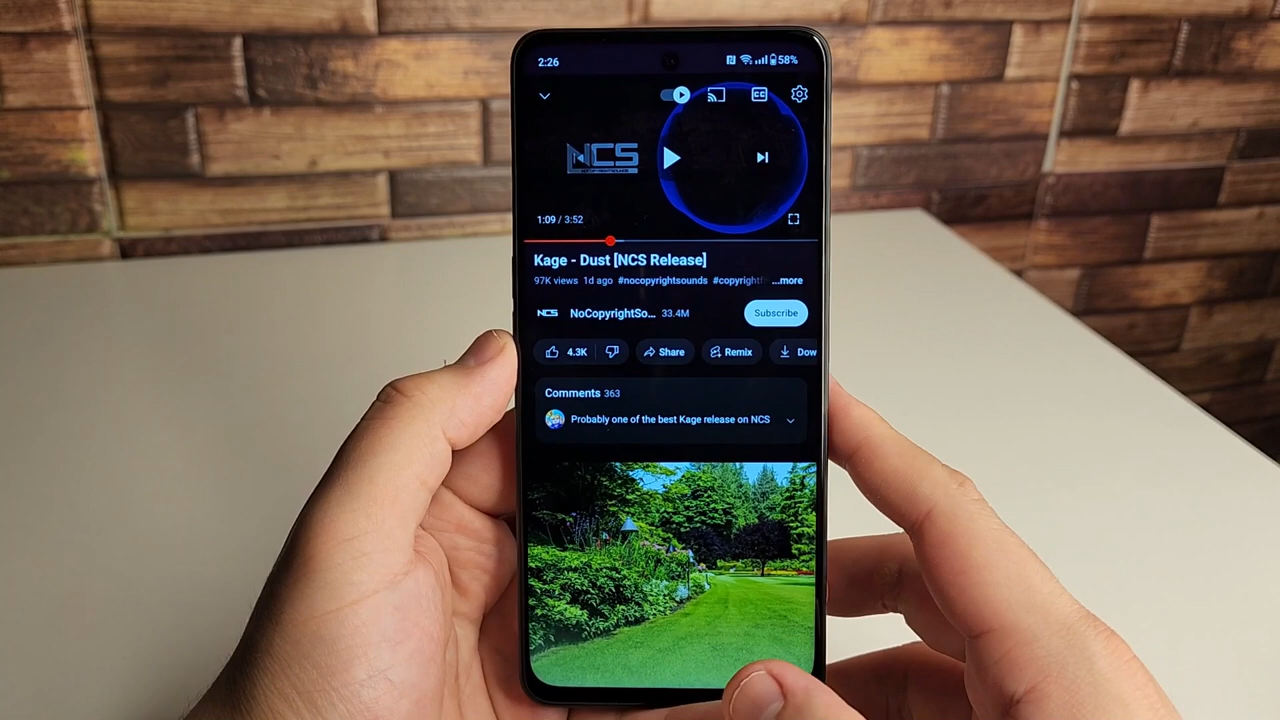 2:26 58%
CC
NCS
1:09 / 3:52
Kage - Dust [NCS Release]
97K views 1d ago #nocopyrightsounds #copyrightf ...more
NCS NoCopyrightSo... 33.4M Subscribe
4.3K Share Remix Dow
Comments 363
Probably one of the best Kage release on NCS